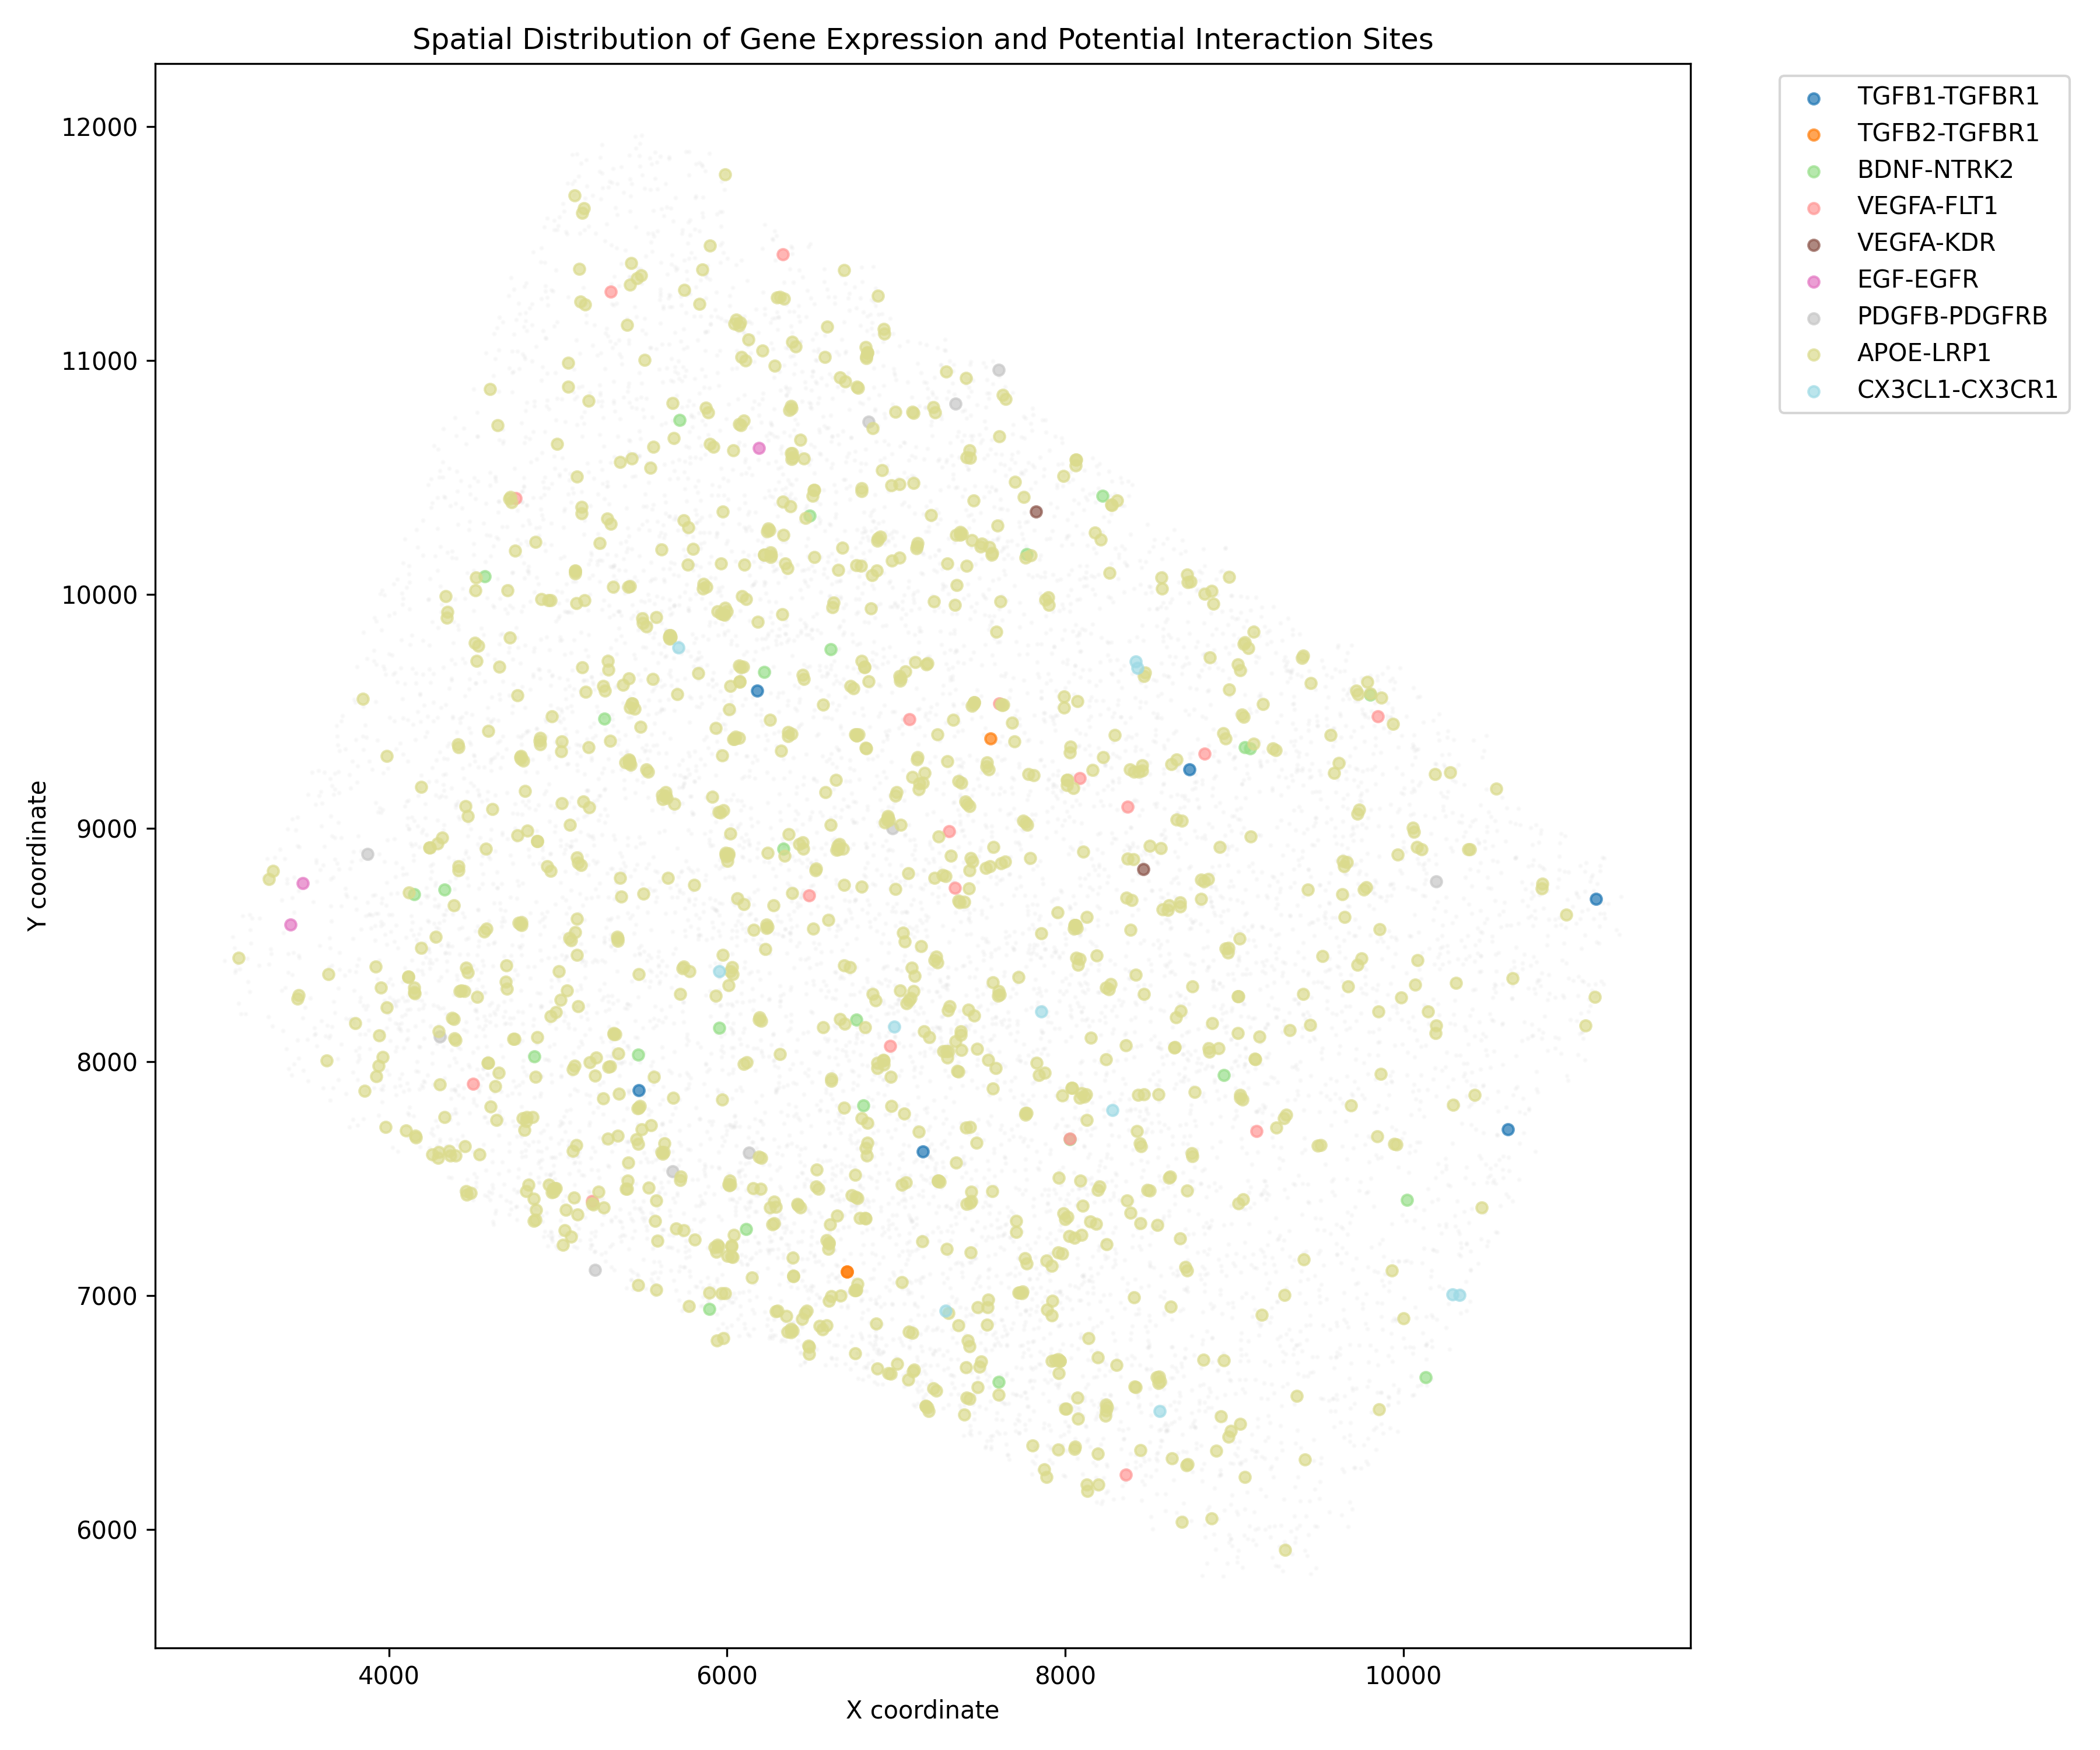 Spatial Distribution of Gene Expression and Potential Interaction Sites
TGFB1-TGFBR1
TGFB2-TGFBR1
BDNF-NTRK2
VEGFA-FLT1
VEGFA-KDR
EGF-EGFR
PDGFB-PDGFRB
APOE-LRP1
CX3CL1-CX3CR1
12000
11000
10000
9000
8000
7000
6000
Y coordinate
4000 6000 8000 10000
X coordinate